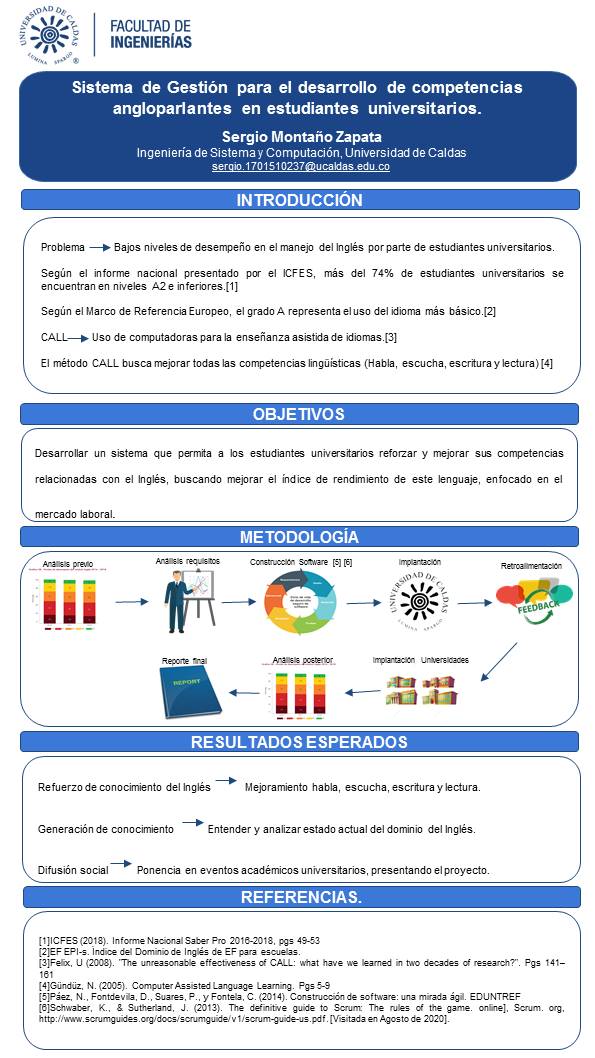 UNIVERSIDAD DE CALDAS
LUMINA SPARGO
®
FACULTAD DE
INGENIERÍAS
Sistema de Gestión para el desarrollo de competencias
angloparlantes en estudiantes universitarios.
Sergio Montaño Zapata
Ingeniería de Sistema y Computación, Universidad de Caldas
sergio.1701510237@ucaldas.edu.co
INTRODUCCIÓN
Problema Bajos niveles de desempeño en el manejo del Inglés por parte de estudiantes universitarios.
Según el informe nacional presentado por el ICFES, más del 74% de estudiantes universitarios se
encuentran en niveles A2 e inferiores.[1]
Según el Marco de Referencia Europeo, el grado A representa el uso del idioma más básico.[2]
CALL Uso de computadoras para la enseñanza asistida de idiomas.[3]
El método CALL busca mejorar todas las competencias lingüísticas (Habla, escucha, escritura y lectura) [4]
OBJETIVOS
Desarrollar un sistema que permita a los estudiantes universitarios reforzar y mejorar sus competencias
relacionadas con el Inglés, buscando mejorar el índice de rendimiento de este lenguaje, enfocado en el
mercado laboral.
METODOLOGÍA
Análisis previo
Análisis requisitos
Construcción Software [5] [6]
Implantación
Retroalimentación
UNIVERSIDAD DE CALDAS
LUMINA SPARGO
FEEDBACK
Reporte final
Análisis posterior
Implantación Universidades
REPORT
RESULTADOS ESPERADOS
Refuerzo de conocimiento del Inglés Mejoramiento habla, escucha, escritura y lectura.
Generación de conocimiento Entender y analizar estado actual del dominio del Inglés.
Difusión social Ponencia en eventos académicos universitarios, presentando el proyecto.
REFERENCIAS.
[1]ICFES (2018). Informe Nacional Saber Pro 2016-2018, pgs 49-53
[2]EF EPI-s. Índice del Dominio de Inglés de EF para escuelas.
[3]Felix, U (2008). "The unreasonable effectiveness of CALL: what have we learned in two decades of research?". Pgs 141–
161
[4]Gündüz, N. (2005). Computer Assisted Language Learning. Pgs 5-9
[5]Páez, N., Fontdevila, D., Suares, P., y Fontela, C. (2014). Construcción de software: una mirada ágil. EDUNTREF
[6]Schwaber, K., & Sutherland, J. (2013). The definitive guide to Scrum: The rules of the game. online], Scrum. org,
http://www.scrumguides.org/docs/scrumguide/v1/scrum-guide-us.pdf. [Visitada en Agosto de 2020].